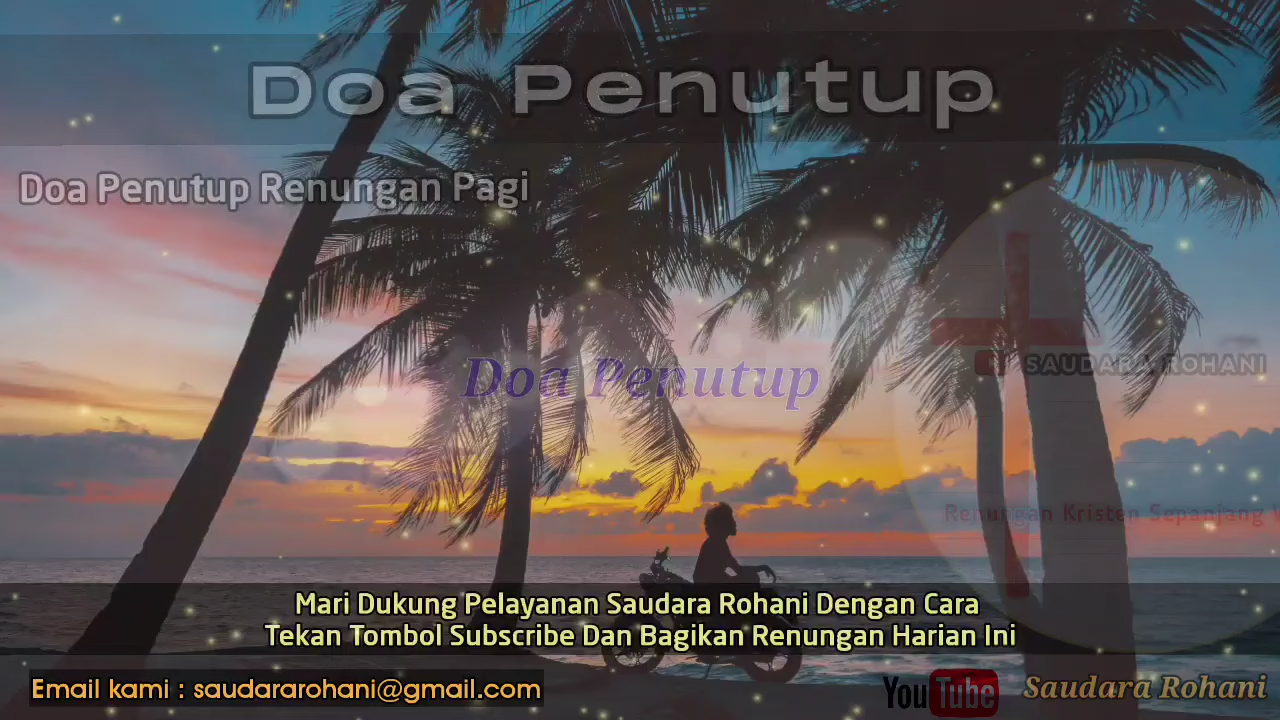 Doa Penutup
Doa Penutup Renungan Pagi
SAUDARA ROHANI
Doa Penutup
Renungan Kristen Sepanjang
Mari Dukung Pelayanan Saudara Rohani Dengan Cara
Tekan Tombol Subscribe Dan Bagikan Renungan Harian Ini
Email kami : saudararohani@gmail.com
YouTube Saudara Rohani